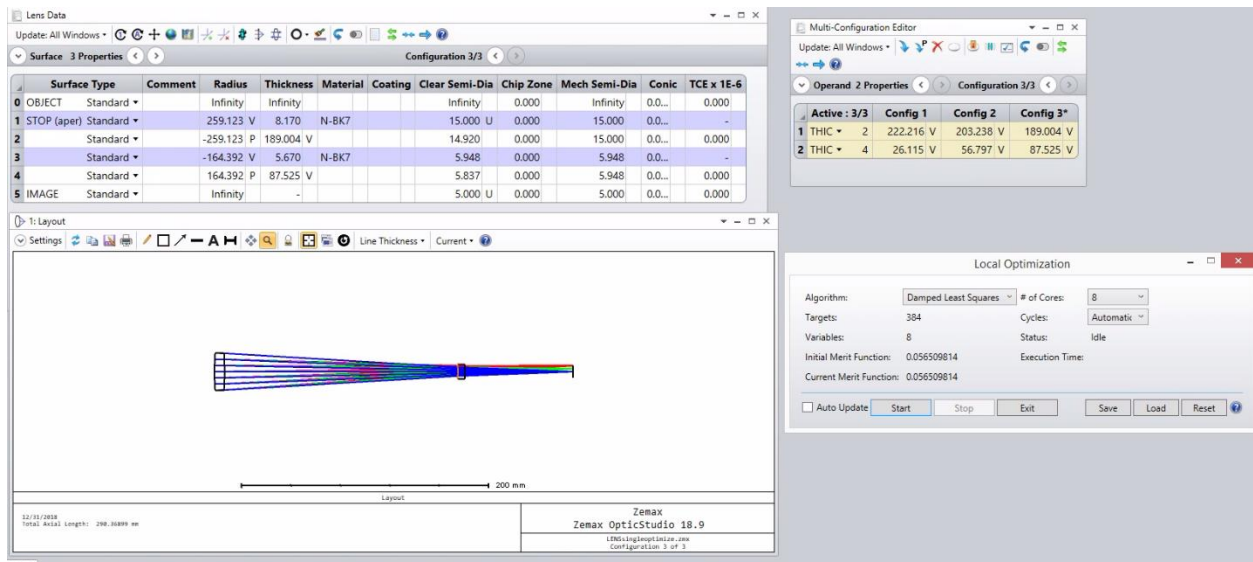 Lens Data
Update: All Windows
Surface 3 Properties Configuration 3/3
Surface Type Comment Radius Thickness Material Coating Clear Semi-Dia Chip Zone Mech Semi-Dia Conic TCE x 1E-6
0 OBJECT Standard Infinity Infinity Infinity 0.000 Infinity 0.0... 0.000
1 STOP (aper) Standard 259.123 V 8.170 N-BK7 15.000 U 0.000 15.000 0.0... -
2 Standard -259.123 P 189.004 V 14.920 0.000 15.000 0.0... 0.000
3 Standard -164.392 V 5.670 N-BK7 5.948 0.000 5.948 0.0... -
4 Standard 164.392 P 87.525 V 5.837 0.000 5.948 0.0... 0.000
5 IMAGE Standard Infinity - 5.000 U 0.000 5.000 0.0... 0.000
Multi-Configuration Editor
Update: All Windows
Operand 2 Properties Configuration 3/3
Active : 3/3 Config 1 Config 2 Config 3*
1 THIC 2 222.216 V 203.238 V 189.004 V
2 THIC 4 26.115 V 56.797 V 87.525 V
1: Layout
Settings A Line Thickness Current
200 mm
Layout
12/31/2018
Total Axial Length: 290.36899 mm
Zemax
Zemax OpticStudio 18.9
LENSsingleoptimize.zmx
Configuration 3 of 3
Local Optimization
Algorithm: Damped Least Squares # of Cores: 8
Targets: 384 Cycles: Automatic
Variables: 8 Status: Idle
Initial Merit Function: 0.056509814 Execution Time:
Current Merit Function: 0.056509814
Auto Update Start Stop Exit Save Load Reset